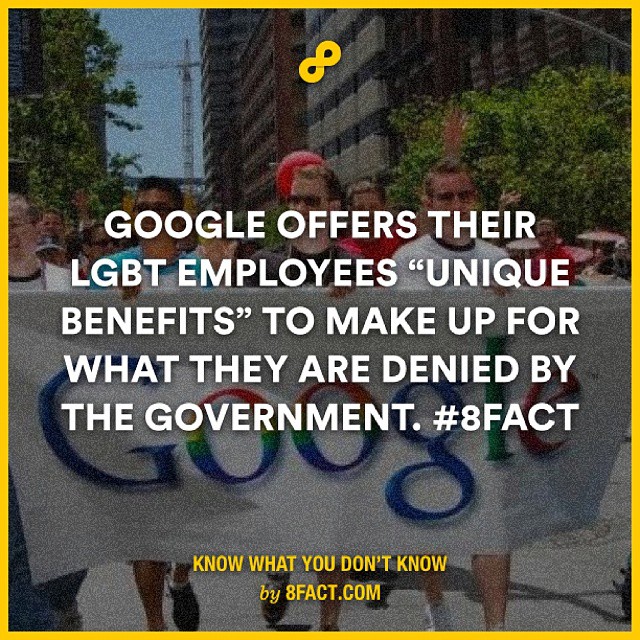 GOOGLE OFFERS THEIR
LGBT EMPLOYEES “UNIQUE
BENEFITS” TO MAKE UP FOR
WHAT THEY ARE DENIED BY
THE GOVERNMENT. #8FACT
Google
KNOW WHAT YOU DON’T KNOW
by 8FACT.COM